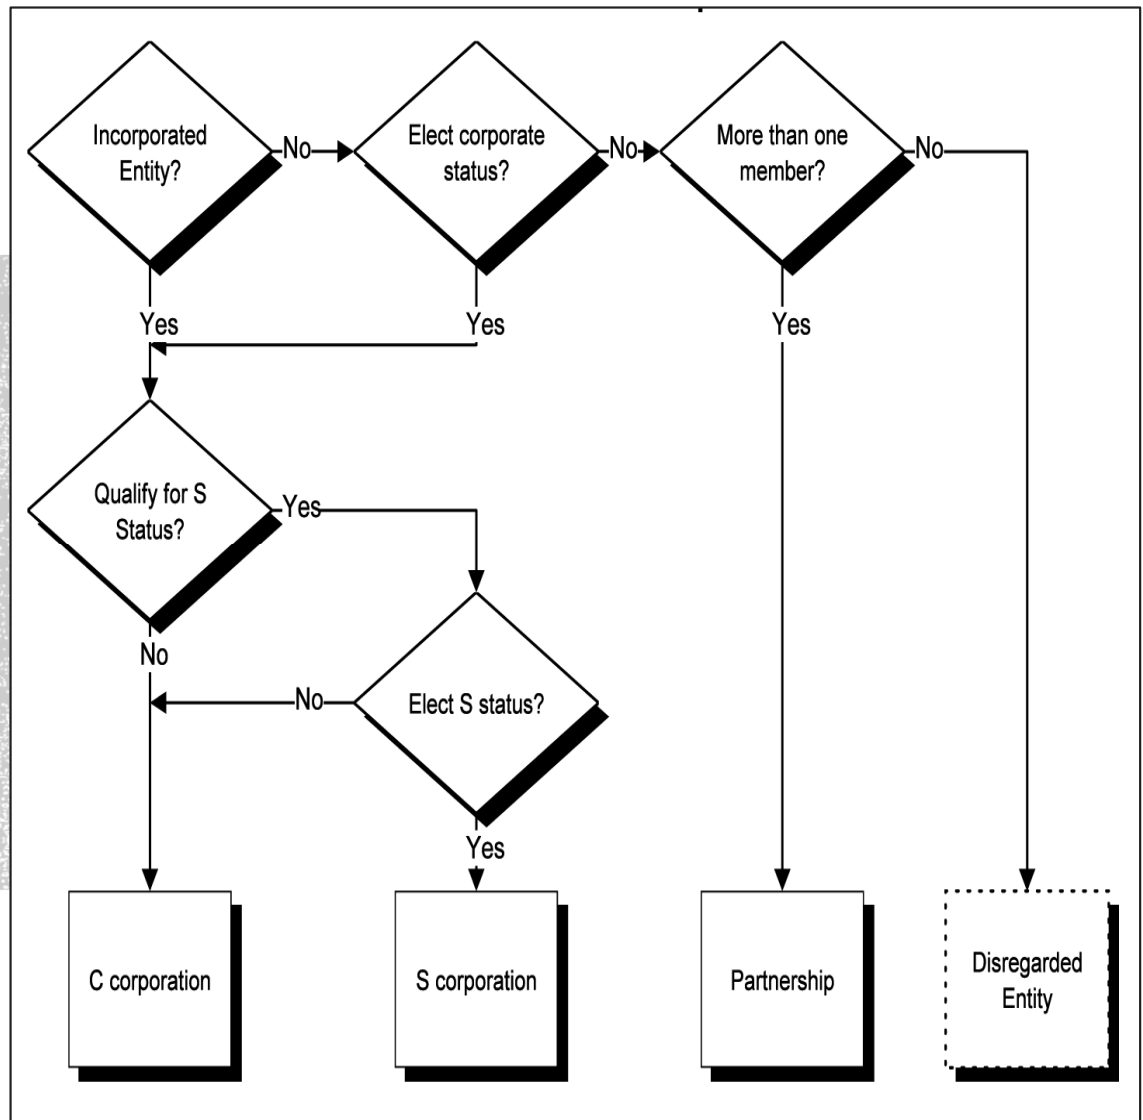 Incorporated
Entity?
No
Elect corporate
status?
No
More than one
member?
No
Yes
Yes
Yes
Qualify for S
Status?
Yes
No
Elect S status?
No
Yes
C corporation
S corporation
Partnership
Disregarded
Entity